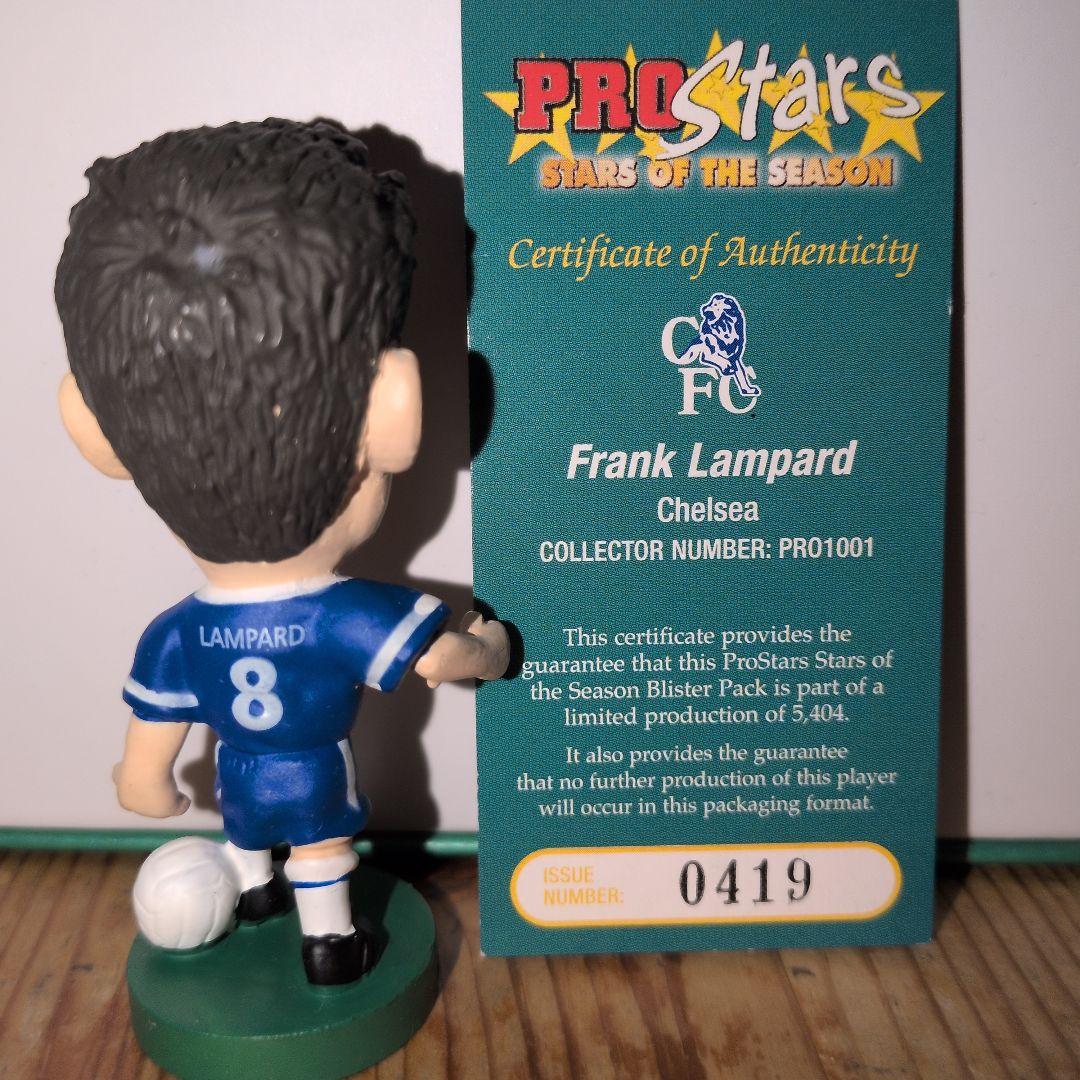 PROStars
STARS OF THE SEASON
Certificate of Authenticity
CFC
Frank Lampard
Chelsea
COLLECTOR NUMBER: PRO1001
This certificate provides the
guarantee that this ProStars Stars of
the Season Blister Pack is part of a
limited production of 5,404.
It also provides the guarantee
that no further production of this player
will occur in this packaging format.
ISSUE
NUMBER: 0419
LAMPARD
8